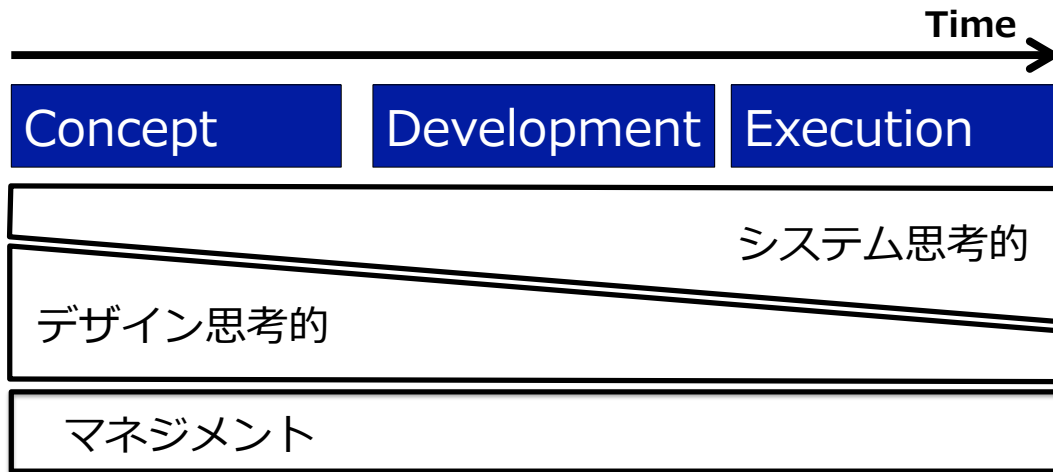 Time
Concept
Development
Execution
システム思考的
デザイン思考的
マネジメント